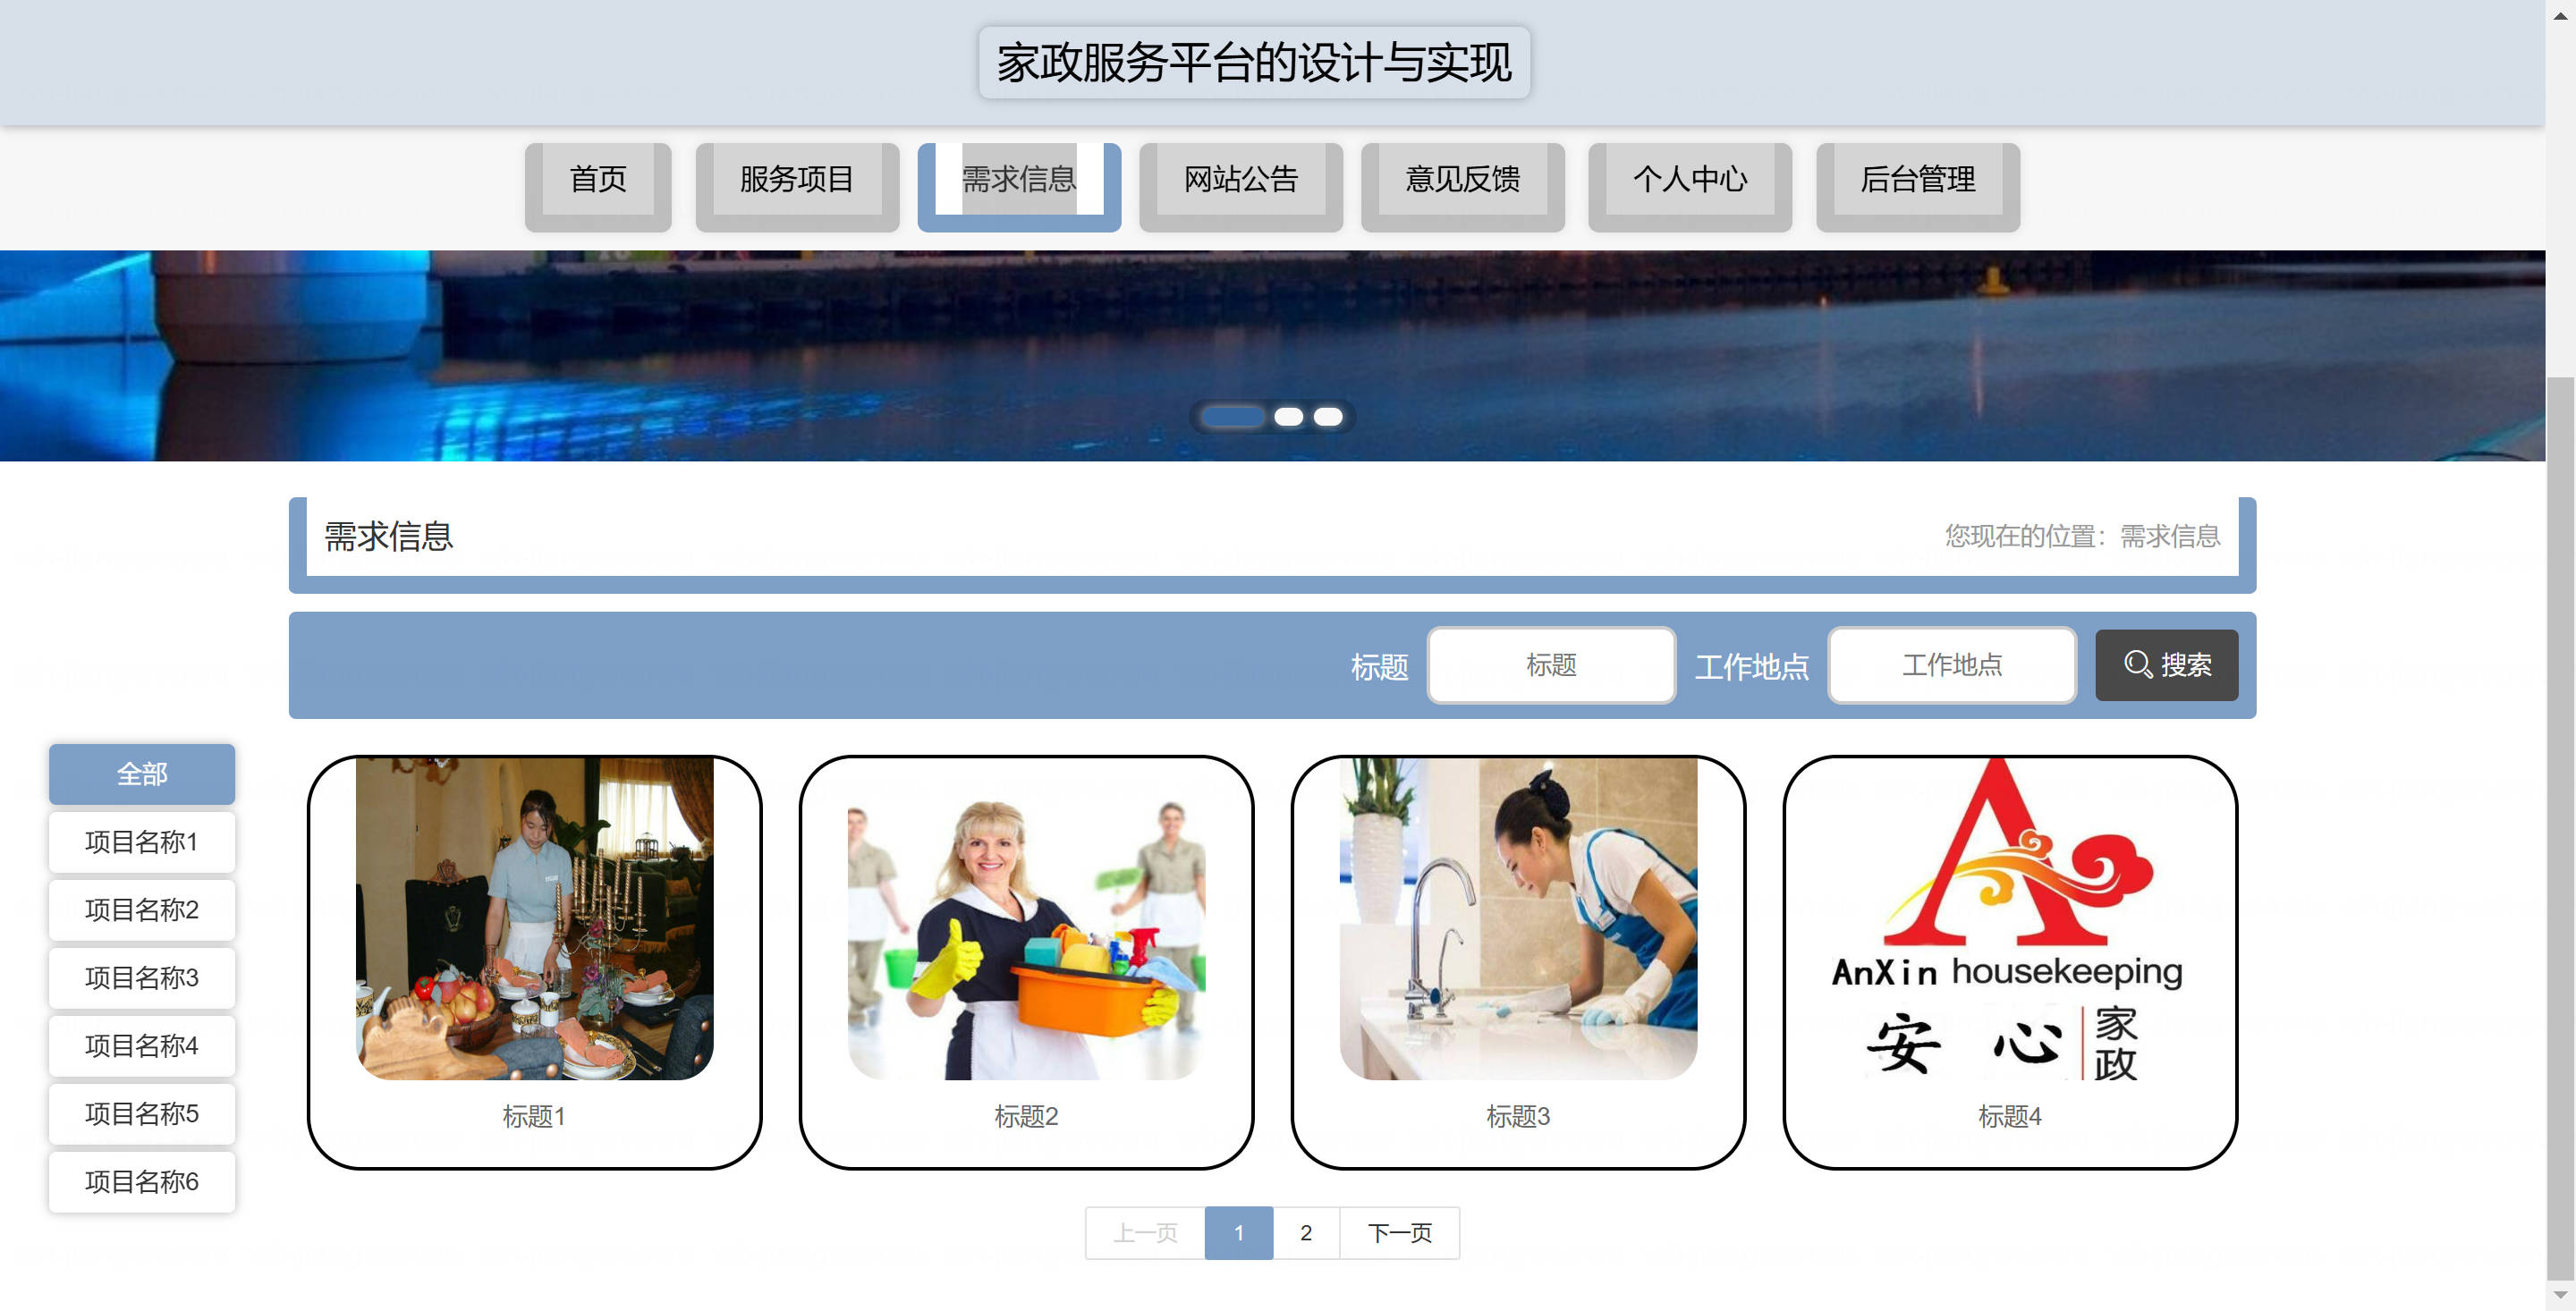 家政服务平台的设计与实现
首页 服务项目 需求信息 网站公告 意见反馈 个人中心 后台管理
需求信息 您现在的位置：需求信息
标题 标题 工作地点 工作地点 搜索
全部
项目名称1
项目名称2
项目名称3
项目名称4
项目名称5
项目名称6
AnXin housekeeping
安 心 家政
标题1 标题2 标题3 标题4
上一页 1 2 下一页